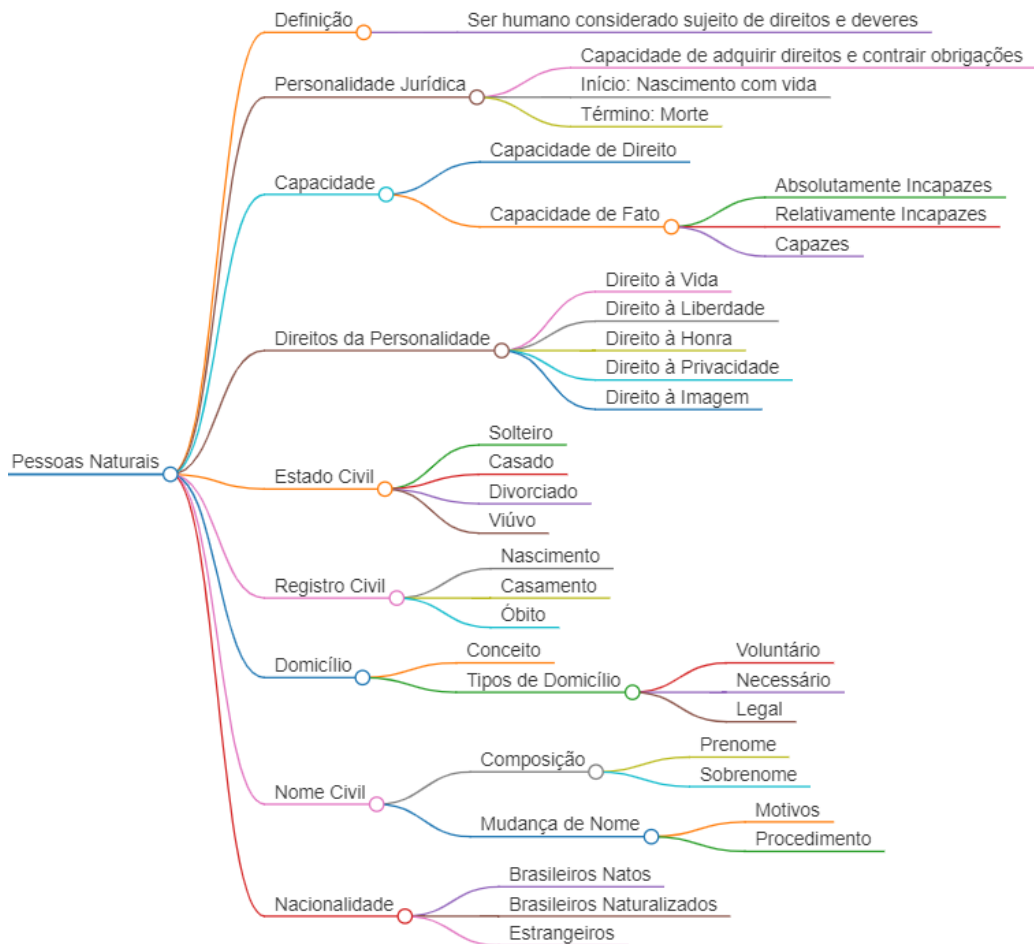 Pessoas Naturais
Definição
Ser humano considerado sujeito de direitos e deveres
Personalidade Jurídica
Capacidade de adquirir direitos e contrair obrigações
Início: Nascimento com vida
Término: Morte
Capacidade
Capacidade de Direito
Capacidade de Fato
Absolutamente Incapazes
Relativamente Incapazes
Capazes
Direitos da Personalidade
Direito à Vida
Direito à Liberdade
Direito à Honra
Direito à Privacidade
Direito à Imagem
Estado Civil
Solteiro
Casado
Divorciado
Viúvo
Registro Civil
Nascimento
Casamento
Óbito
Domicílio
Conceito
Tipos de Domicílio
Voluntário
Necessário
Legal
Nome Civil
Composição
Prenome
Sobrenome
Mudança de Nome
Motivos
Procedimento
Nacionalidade
Brasileiros Natos
Brasileiros Naturalizados
Estrangeiros